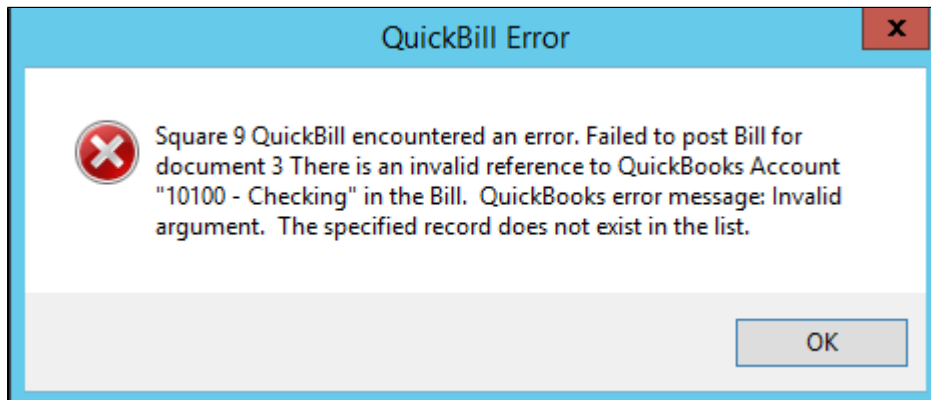 QuickBill Error
x
Square 9 QuickBill encountered an error. Failed to post Bill for
document 3 There is an invalid reference to QuickBooks Account
"10100 - Checking" in the Bill.  QuickBooks error message: Invalid
argument.  The specified record does not exist in the list.
OK